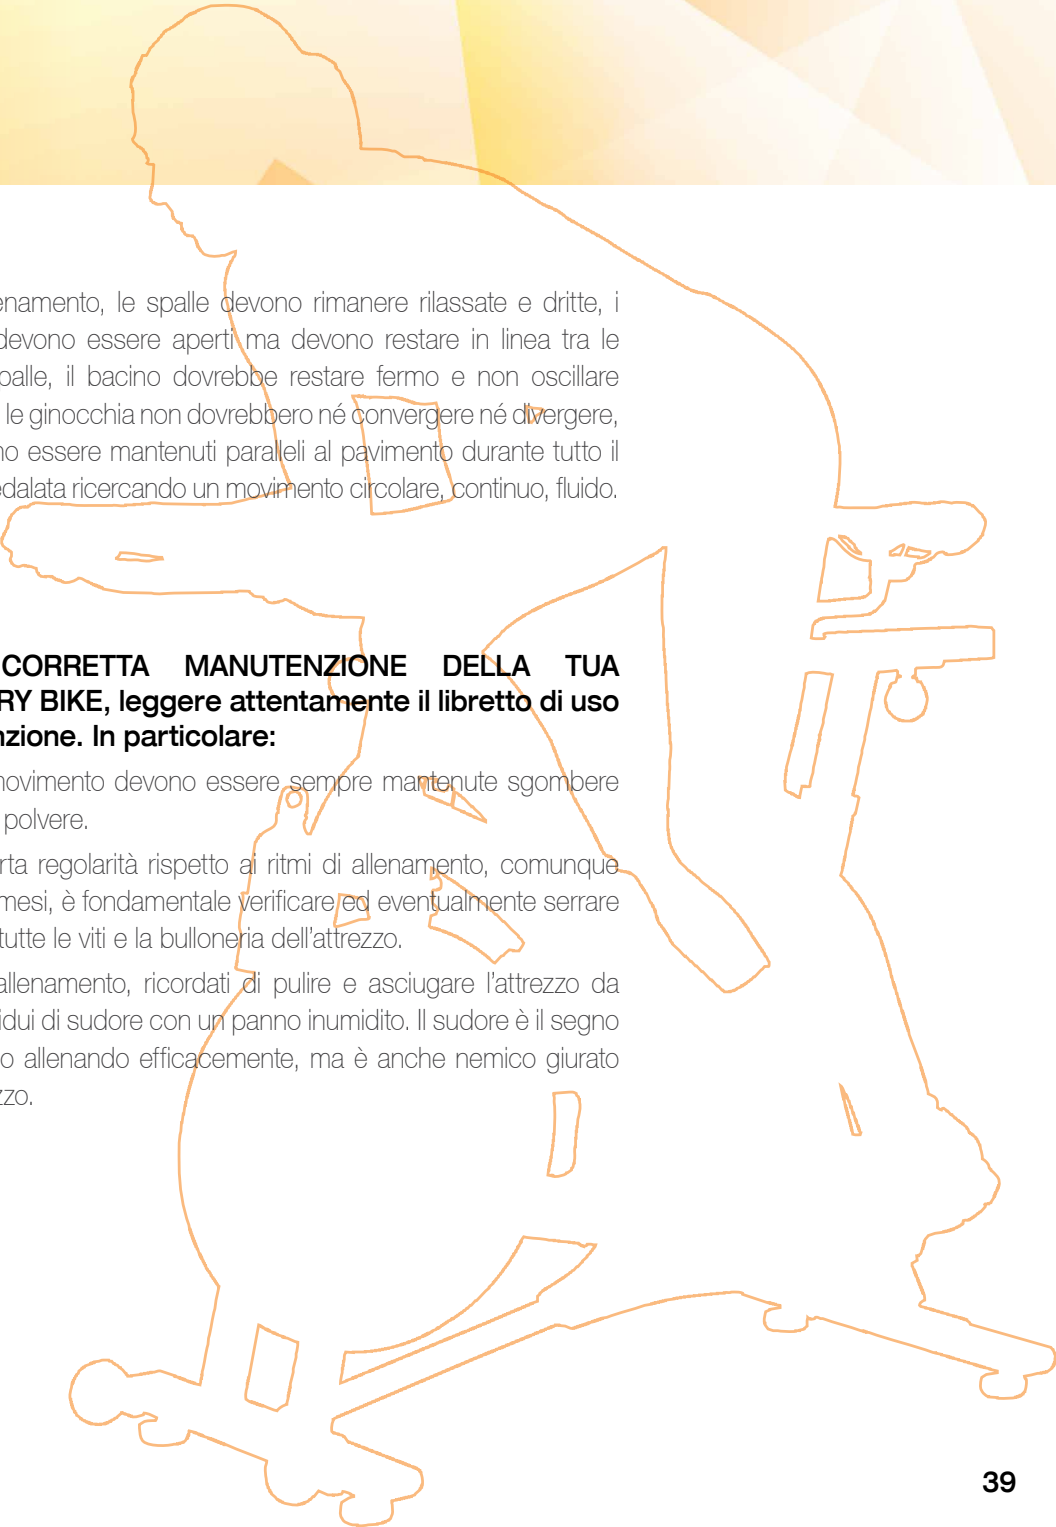 enamento, le spalle devono rimanere rilassate e dritte, i
devono essere aperti ma devono restare in linea tra le
palle, il bacino dovrebbe restare fermo e non oscillare
le ginocchia non dovrebbero né convergere né divergere,
no essere mantenuti paralleli al pavimento durante tutto il
edalata ricercando un movimento circolare, continuo, fluido.
CORRETTA MANUTENZIONE DELLA TUA
RY BIKE, leggere attentamente il libretto di uso
nzione. In particolare:
movimento devono essere sempre mantenute sgombere
polvere.
rta regolarità rispetto ai ritmi di allenamento, comunque
mesi, è fondamentale verificare ed eventualmente serrare
tutte le viti e la bulloneria dell’attrezzo.
allenamento, ricordati di pulire e asciugare l’attrezzo da
idui di sudore con un panno inumidito. Il sudore è il segno
o allenando efficacemente, ma è anche nemico giurato
zzo.
39